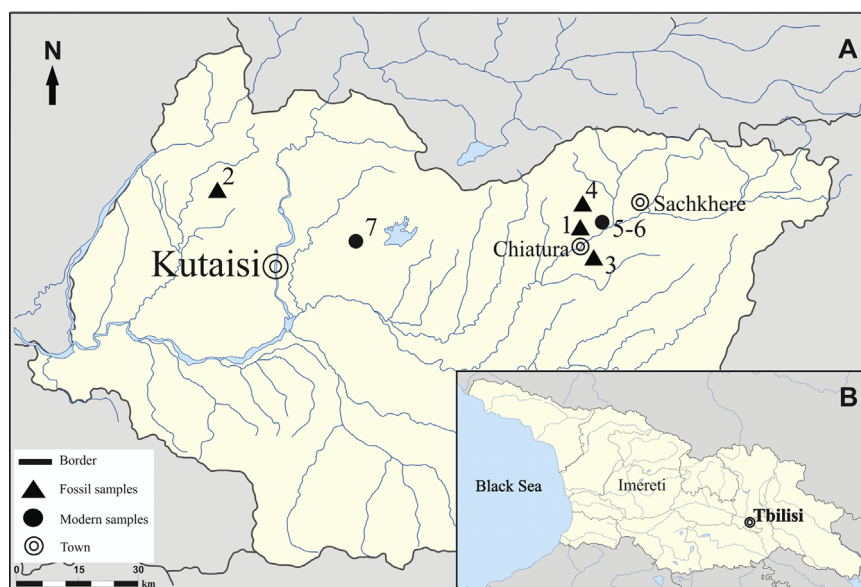 N
A
2
4
Sachkhere
7
1
5-6
Chiatura
3
Kutaisi
B
Border
Fossil samples
Modern samples
Town
0 15 30
km
Black Sea
Imereti
Tbilisi